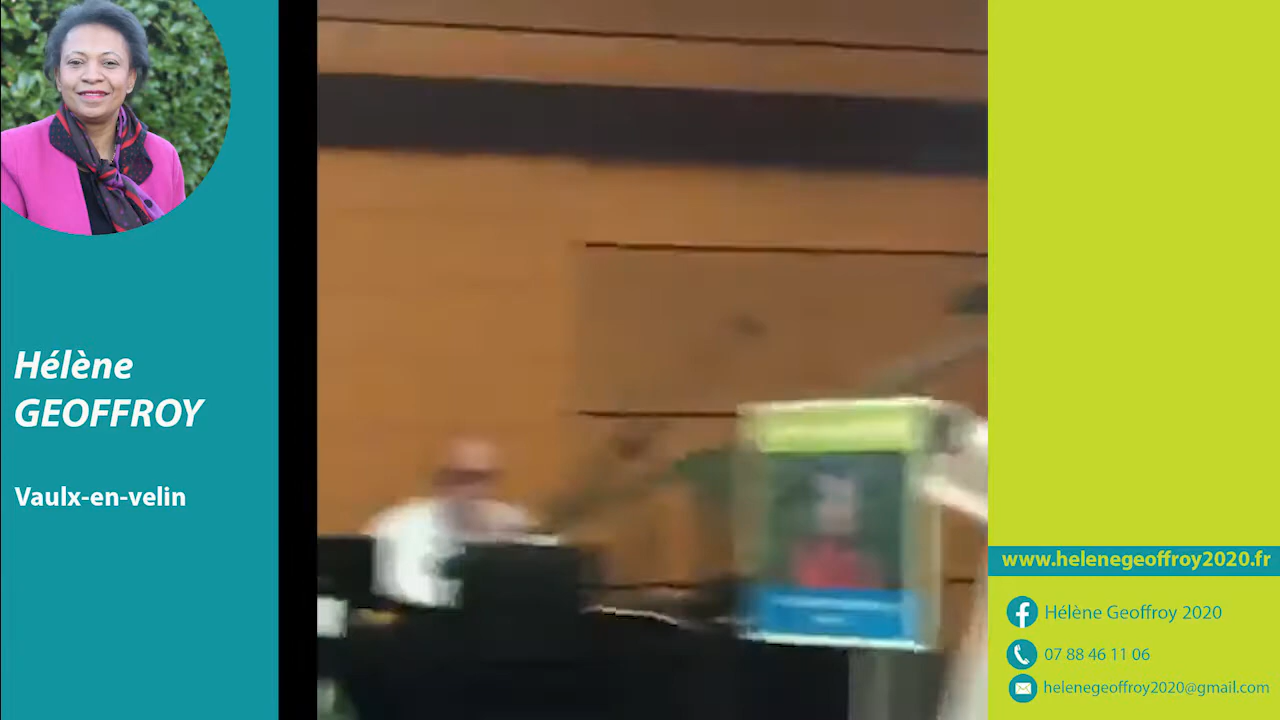 Hélène
GEOFFROY
Vaulx-en-velin
www.helenegeoffroy2020.fr
Hélène Geoffroy 2020
07 88 46 11 06
helenegeoffroy2020@gmail.com